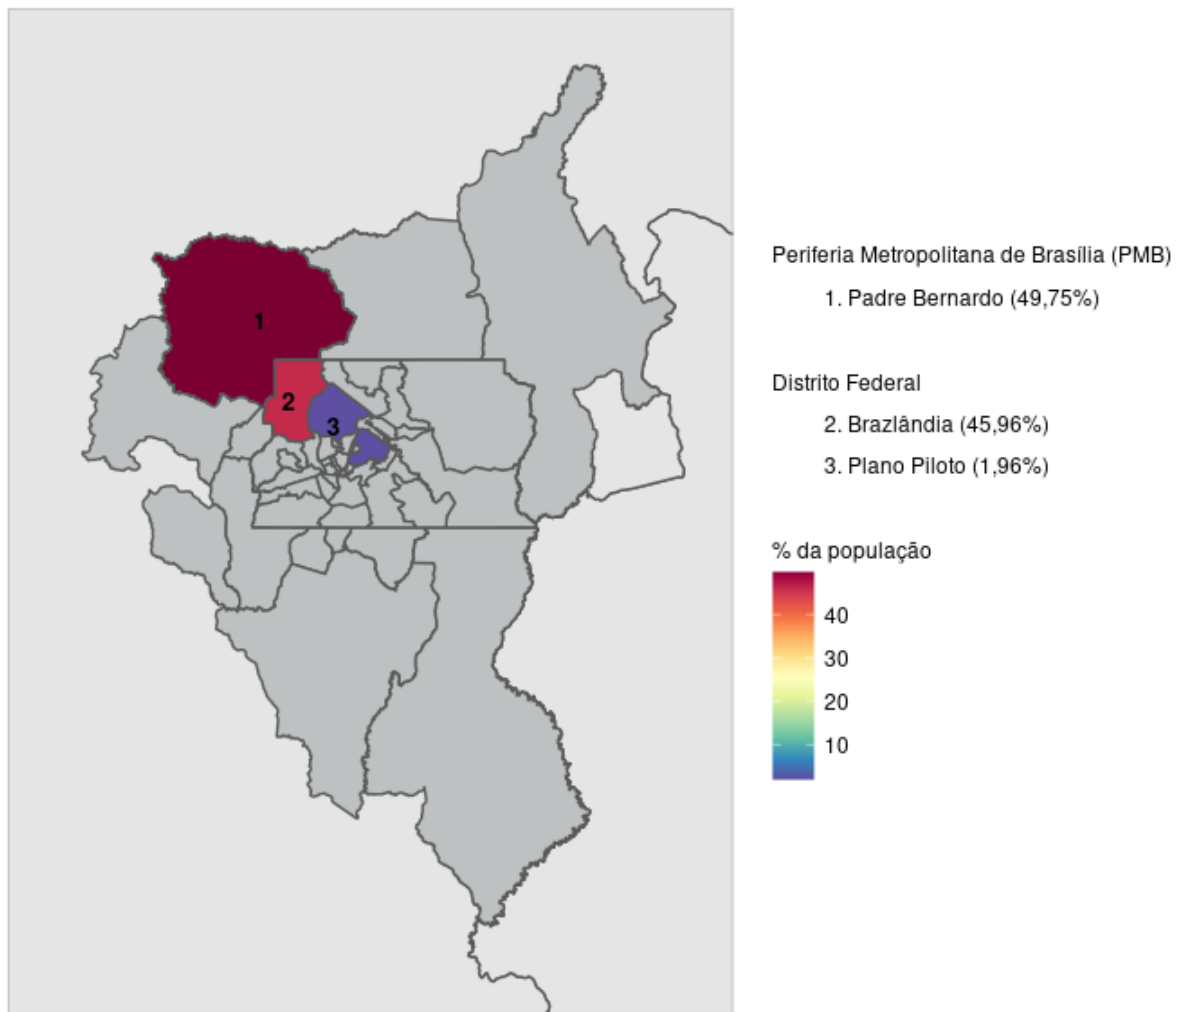 1
2
3
Periferia Metropolitana de Brasília (PMB)
1. Padre Bernardo (49,75%)
Distrito Federal
2. Brazlândia (45,96%)
3. Plano Piloto (1,96%)
% da população
40
30
20
10